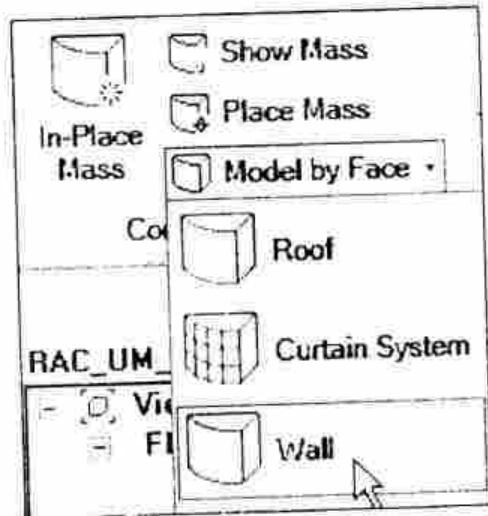 Show Mass
In-Place
Mass
Place Mass
Model by Face
Roof
Curtain System
RAC_UM_
Wall